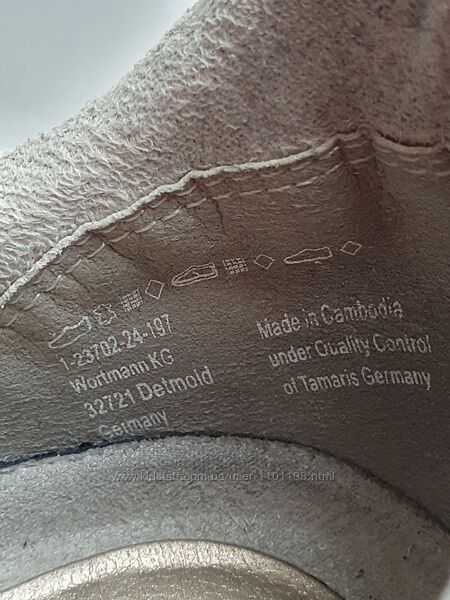 1-23702-24-197
Wortmann KG
32721 Detmold
Germany
Made in Cambodia
under Quality Control
of Tamaris Germany